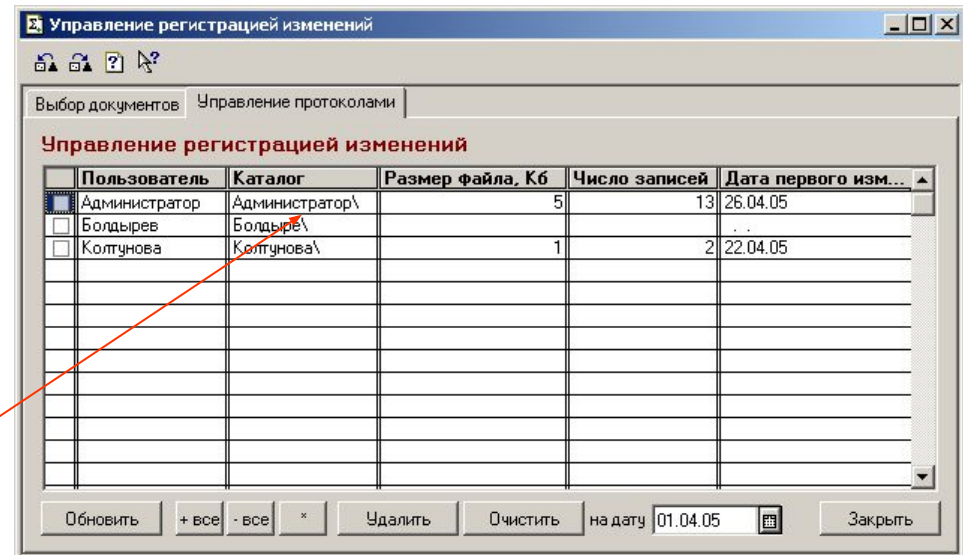 Управление регистрацией изменений
Выбор документов Управление протоколами
Управление регистрацией изменений
Пользователь Каталог Размер файла, Кб Число записей Дата первого изм...
Администратор Администратор\ 5 13 26.04.05
Болдырев Болдыре\ . .
Колтунова Колтунова\ 1 2 22.04.05
Обновить + все - все * Удалить Очистить на дату 01.04.05 Закрыть